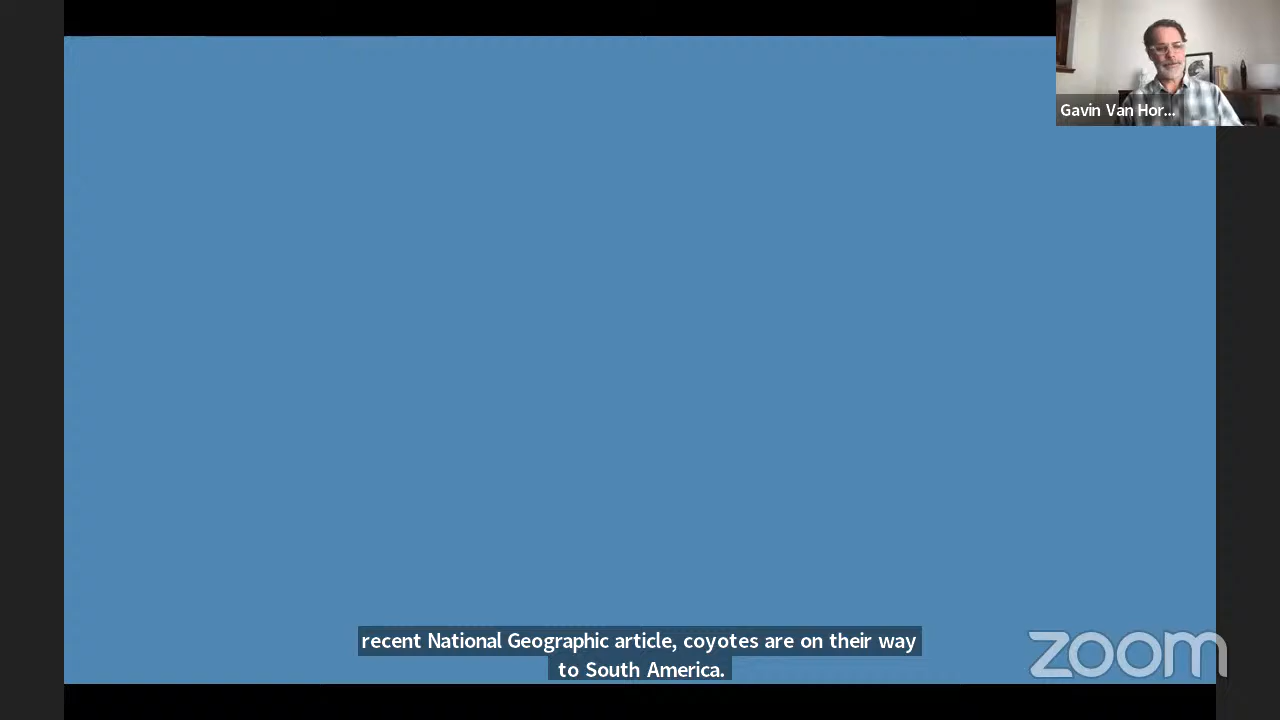 Gavin Van Hor...
recent National Geographic article, coyotes are on their way
to South America.
zoom